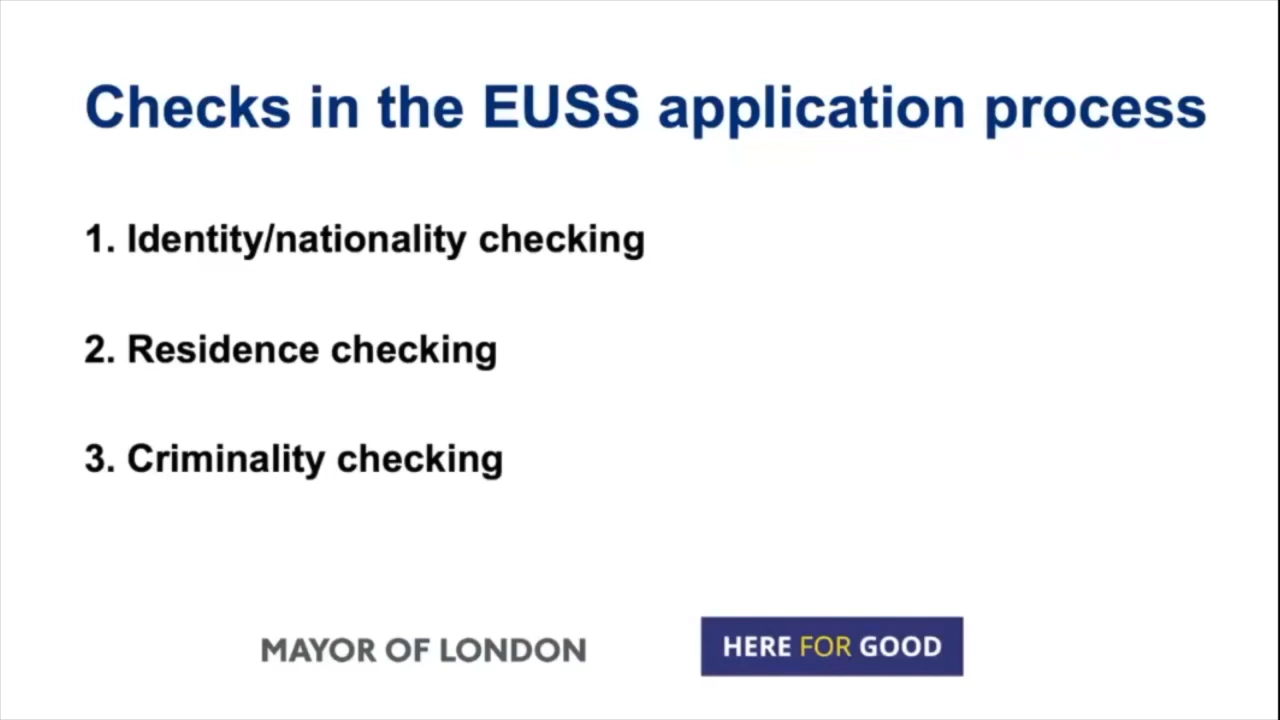 Checks in the EUSS application process
1. Identity/nationality checking
2. Residence checking
3. Criminality checking
MAYOR OF LONDON
HERE FOR GOOD